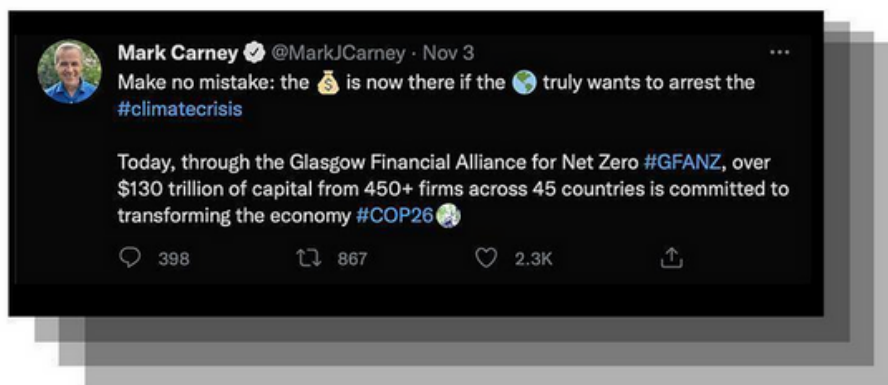 Mark Carney @MarkJCarney · Nov 3
Make no mistake: the 💰 is now there if the 🌎 truly wants to arrest the
#climatecrisis
Today, through the Glasgow Financial Alliance for Net Zero #GFANZ, over
$130 trillion of capital from 450+ firms across 45 countries is committed to
transforming the economy #COP26
398 867 2.3K